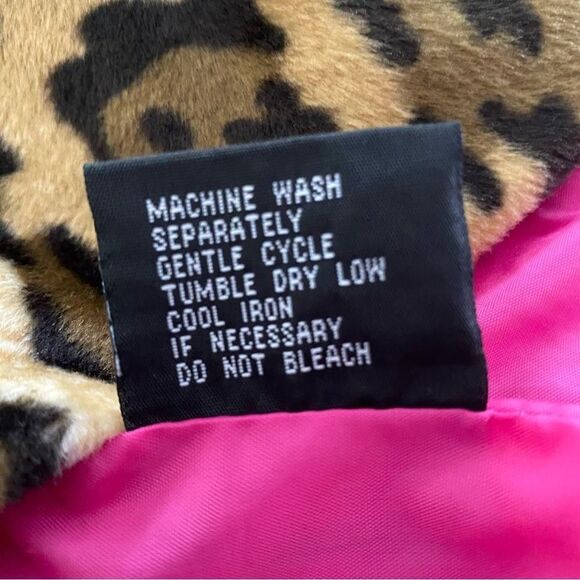 MACHINE WASH
SEPARATELY
GENTLE CYCLE
TUMBLE DRY LOW
COOL IRON
IF NECESSARY
DO NOT BLEACH